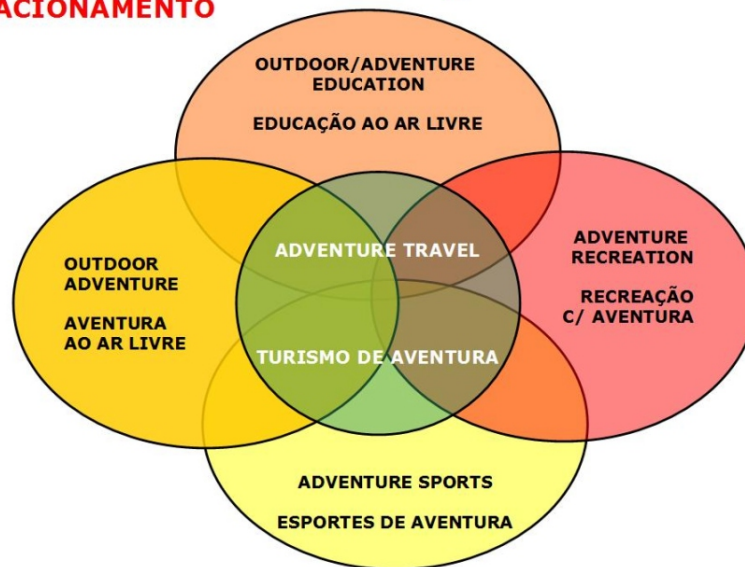 ACIONAMENTO
OUTDOOR/ADVENTURE
EDUCATION
EDUCAÇÃO AO AR LIVRE
OUTDOOR
ADVENTURE
AVENTURA
AO AR LIVRE
ADVENTURE TRAVEL
TURISMO DE AVENTURA
ADVENTURE
RECREATION
RECREAÇÃO
C/ AVENTURA
ADVENTURE SPORTS
ESPORTES DE AVENTURA